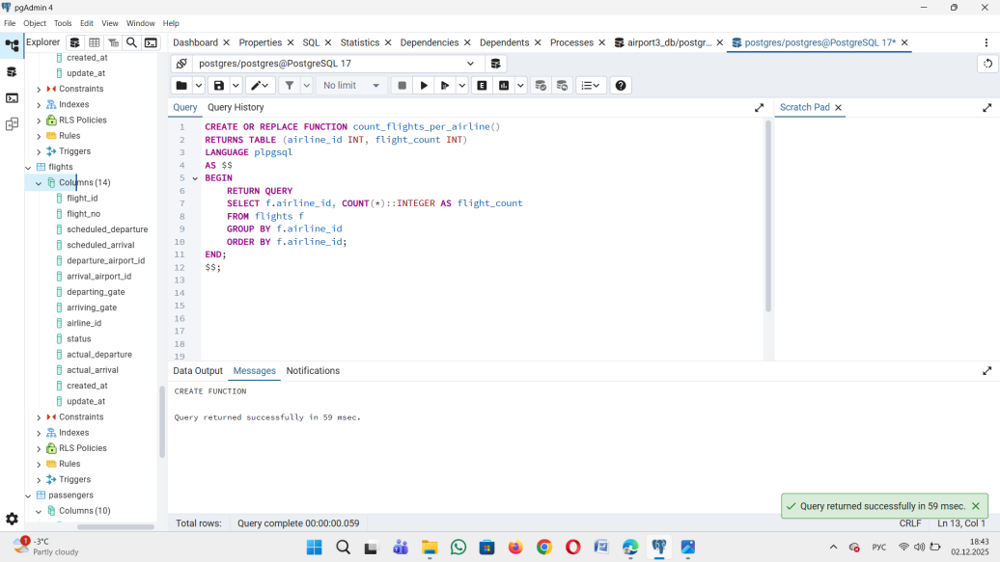 pgAdmin 4
File Object Tools Edit View Window Help
Explorer
Dashboard Properties SQL Statistics Dependencies Dependents Processes airport3_db/postgr... postgres/postgres@PostgreSQL 17*
created_at
update_at
Constraints
Indexes
RLS Policies
Rules
Triggers
flights
Columns (14)
flight_id
flight_no
scheduled_departure
scheduled_arrival
departure_airport_id
arrival_airport_id
departing_gate
arriving_gate
airline_id
status
actual_departure
actual_arrival
created_at
update_at
Constraints
Indexes
RLS Policies
Rules
Triggers
passengers
Columns (10)
postgres/postgres@PostgreSQL 17
No limit
E
Query Query History
Scratch Pad
1 CREATE OR REPLACE FUNCTION count_flights_per_airline()
2 RETURNS TABLE (airline_id INT, flight_count INT)
3 LANGUAGE plpgsql
4 AS $$
5 BEGIN
6 RETURN QUERY
7 SELECT f.airline_id, COUNT(*)::INTEGER AS flight_count
8 FROM flights f
9 GROUP BY f.airline_id
10 ORDER BY f.airline_id;
11 END;
12 $$;
13
14
15
16
17
18
19
Data Output Messages Notifications
CREATE FUNCTION
Query returned successfully in 59 msec.
Query returned successfully in 59 msec.
Total rows: Query complete 00:00:00.059
CRLF Ln 13, Col 1
1
-3°C
Partly cloudy
РУС
18:43
02.12.2025